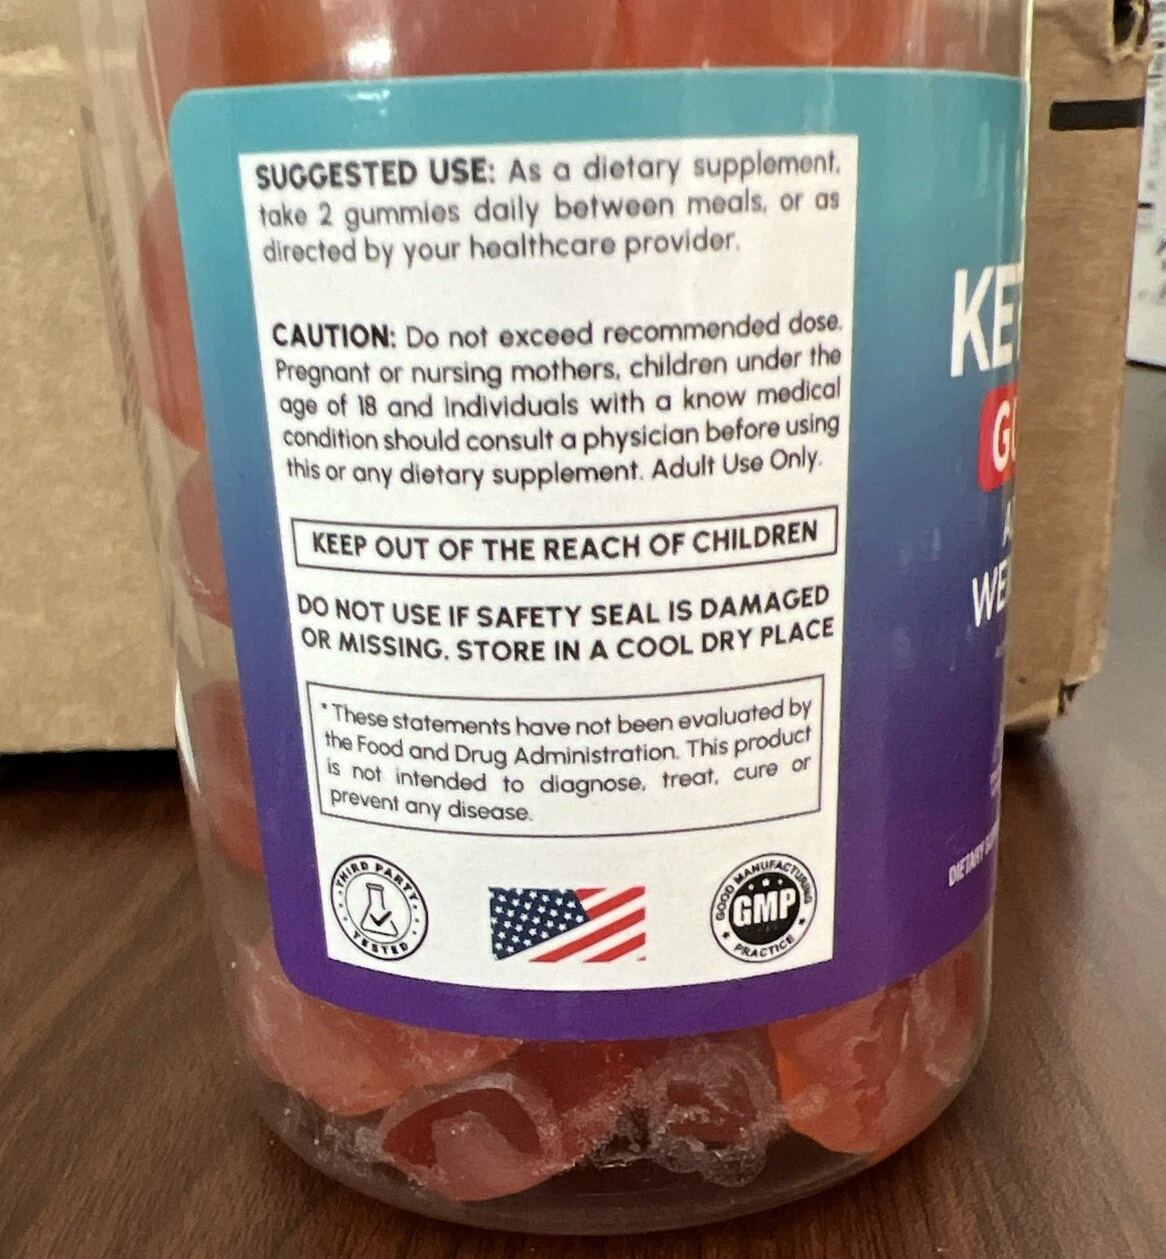 SUGGESTED USE: As a dietary supplement,
take 2 gummies daily between meals, or as
directed by your healthcare provider.
CAUTION: Do not exceed recommended dose.
Pregnant or nursing mothers, children under the
age of 18 and individuals with a know medical
condition should consult a physician before using
this or any dietary supplement. Adult Use Only.
KEEP OUT OF THE REACH OF CHILDREN
DO NOT USE IF SAFETY SEAL IS DAMAGED
OR MISSING. STORE IN A COOL DRY PLACE
*These statements have not been evaluated by
the Food and Drug Administration. This product
is not intended to diagnose, treat, cure or
prevent any disease.
THIRD PARTY
TESTED
GOOD MANUFACTURING
GMP
PRACTICE
KE
G
WE
DIETARY